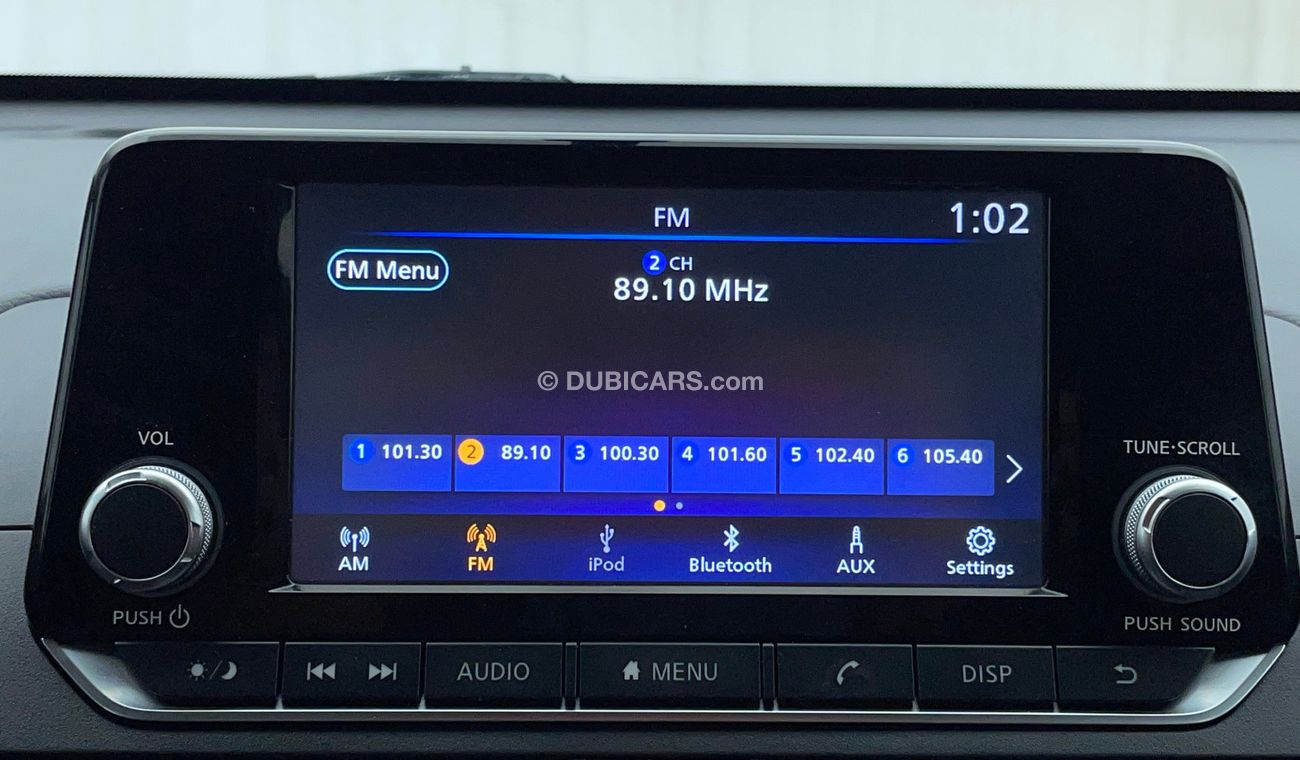 FM
1:02
FM Menu
2 CH
89.10 MHz
© DUBICARS.com
1 101.30 2 89.10 3 100.30 4 101.60 5 102.40 6 105.40
AM FM iPod Bluetooth AUX Settings
VOL
TUNE·SCROLL
PUSH
PUSH SOUND
AUDIO MENU DISP